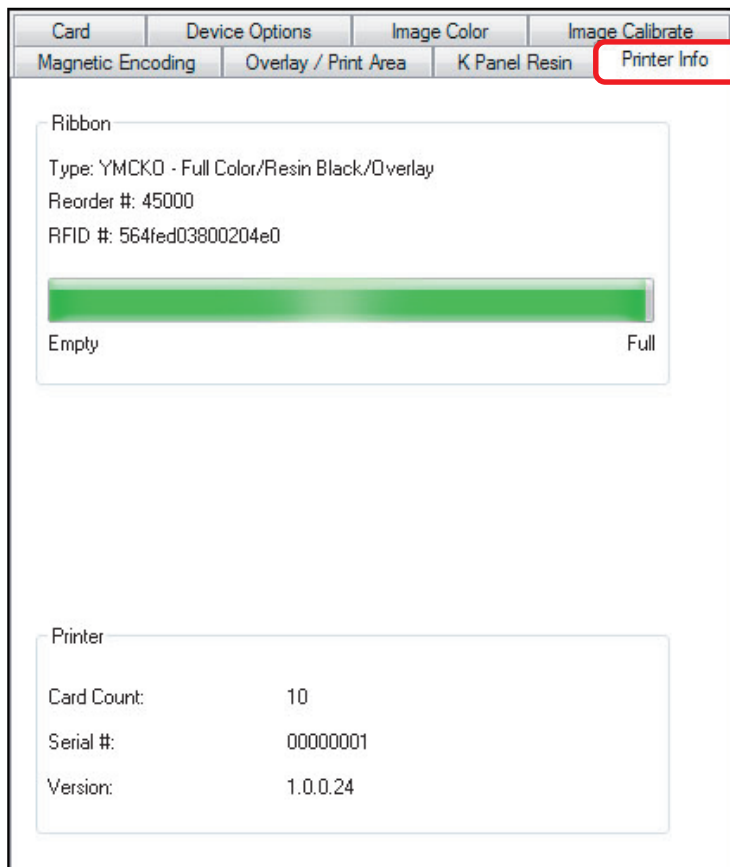 Card Device Options Image Color Image Calibrate
Magnetic Encoding Overlay / Print Area K Panel Resin Printer Info
Ribbon
Type: YMCKO - Full Color/Resin Black/Overlay
Reorder #: 45000
RFID #: 564fed03800204e0
Empty Full
Printer
Card Count: 10
Serial #: 00000001
Version: 1.0.0.24